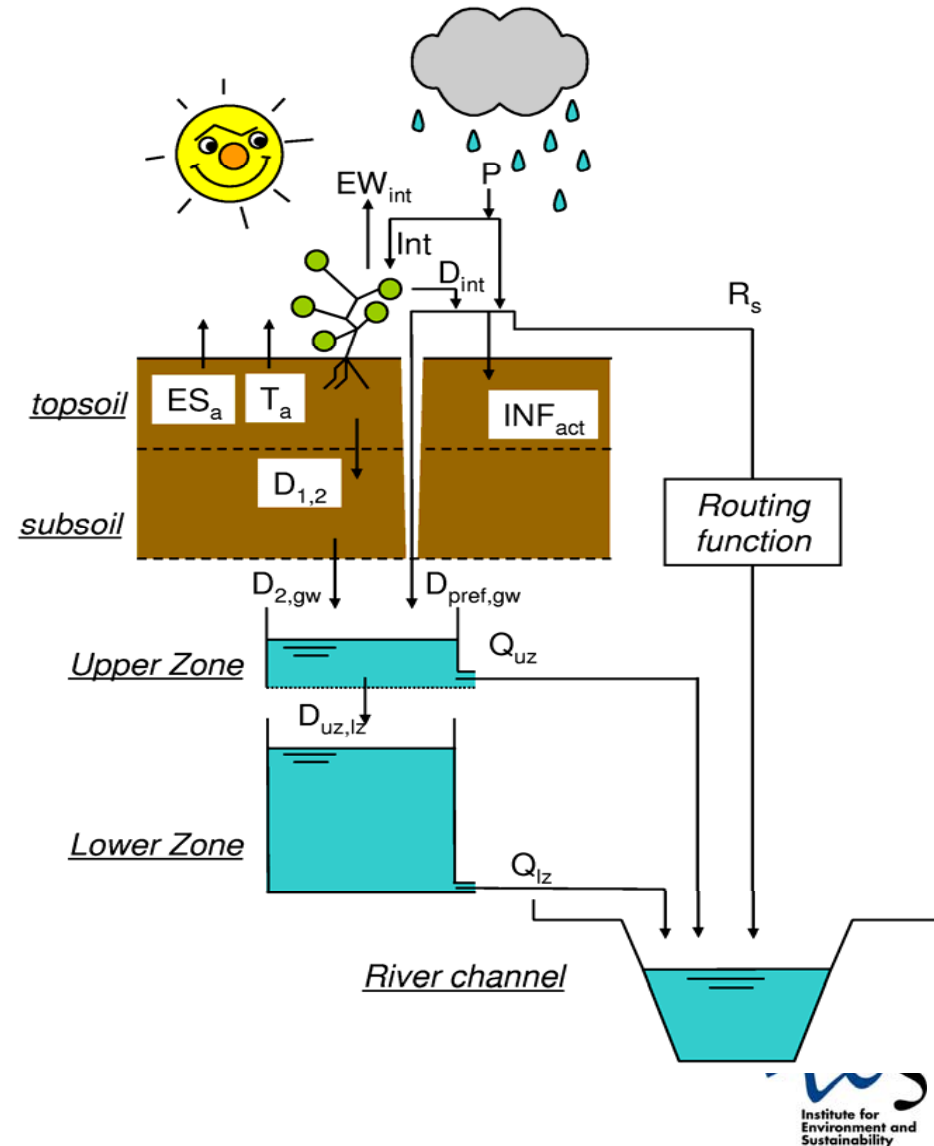 P
EW_int
Int
D_int
R_s
topsoil
ES_a
T_a
INF_act
D_1,2
subsoil
Routing
function
D_2,gw
D_pref,gw
Upper Zone
Q_uz
D_uz,lz
Lower Zone
Q_lz
River channel
Institute for
Environment and
Sustainability